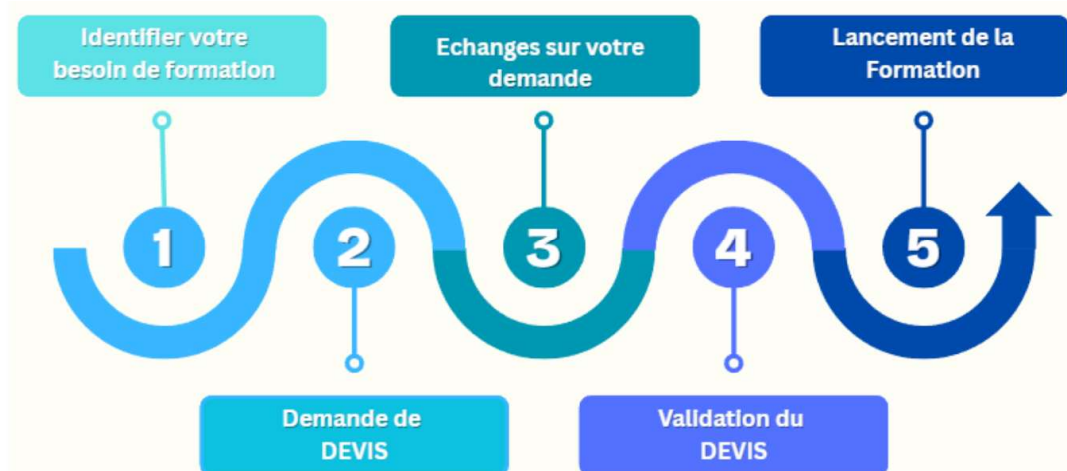 Identifier votre
besoin de formation
1
Demande de
DEVIS
2
Echanges sur votre
demande
3
Validation du
DEVIS
4
Lancement de la
Formation
5